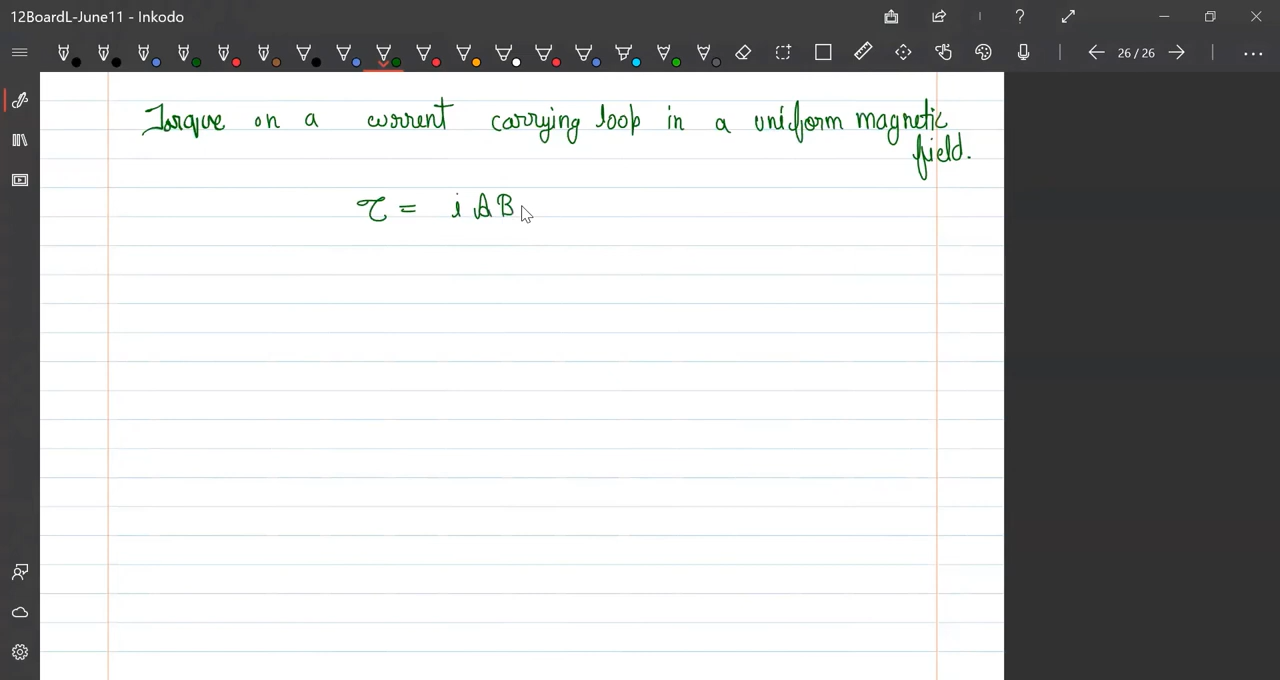 12BoardL-June11 - Inkodo
26 / 26
Torque on a current carrying loop in a uniform magnetic
field.
τ = i A B